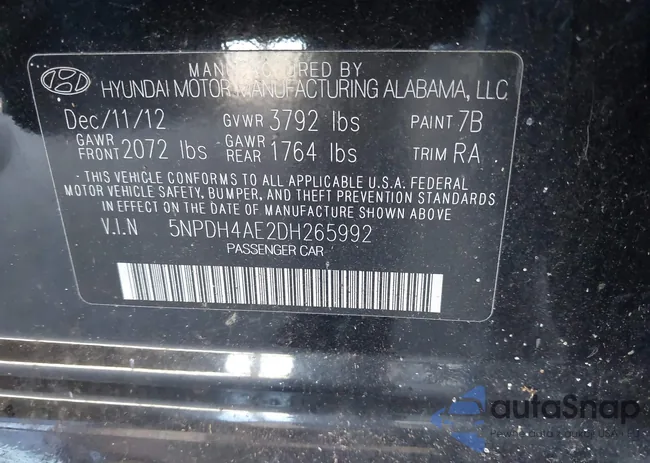 MANUFACTURED BY
HYUNDAI MOTOR MANUFACTURING ALABAMA, LLC.
Dec/11/12 GVWR 3792 lbs PAINT 7B
GAWR FRONT 2072 lbs GAWR REAR 1764 lbs TRIM RA
- THIS VEHICLE CONFORMS TO ALL APPLICABLE U.S.A. FEDERAL
MOTOR VEHICLE SAFETY, BUMPER, AND THEFT PREVENTION STANDARDS
IN EFFECT ON THE DATE OF MANUFACTURE SHOWN ABOVE
V.I.N 5NPDH4AE2DH265992
PASSENGER CAR
autoSnap